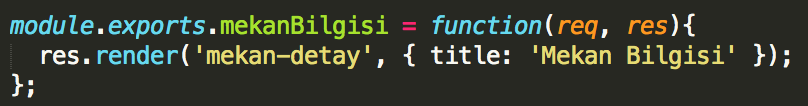 module.exports.mekanBilgisi = function(req, res){
  res.render('mekan-detay', { title: 'Mekan Bilgisi' });
};